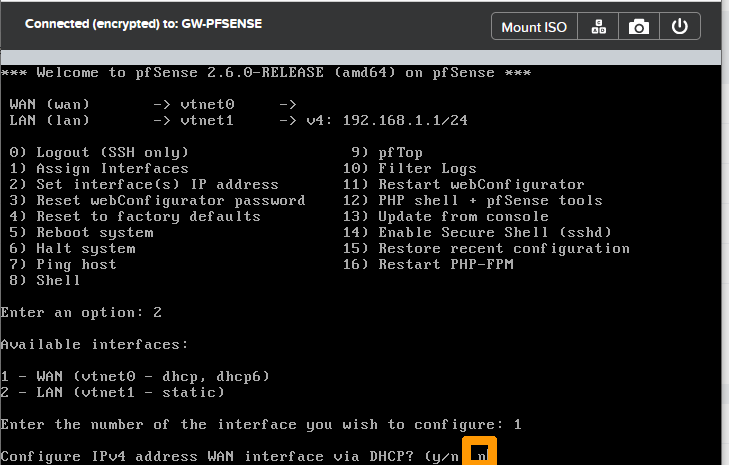 Connected (encrypted) to: GW-PFSENSE
Mount ISO
*** Welcome to pfSense 2.6.0-RELEASE (amd64) on pfSense ***
WAN (wan) -> vtnet0 ->
LAN (lan) -> vtnet1 -> v4: 192.168.1.1/24
0) Logout (SSH only) 9) pfTop
1) Assign Interfaces 10) Filter Logs
2) Set interface(s) IP address 11) Restart webConfigurator
3) Reset webConfigurator password 12) PHP shell + pfSense tools
4) Reset to factory defaults 13) Update from console
5) Reboot system 14) Enable Secure Shell (sshd)
6) Halt system 15) Restore recent configuration
7) Ping host 16) Restart PHP-FPM
8) Shell
Enter an option: 2
Available interfaces:
1 - WAN (vtnet0 - dhcp, dhcp6)
2 - LAN (vtnet1 - static)
Enter the number of the interface you wish to configure: 1
Configure IPv4 address WAN interface via DHCP? (y/n n